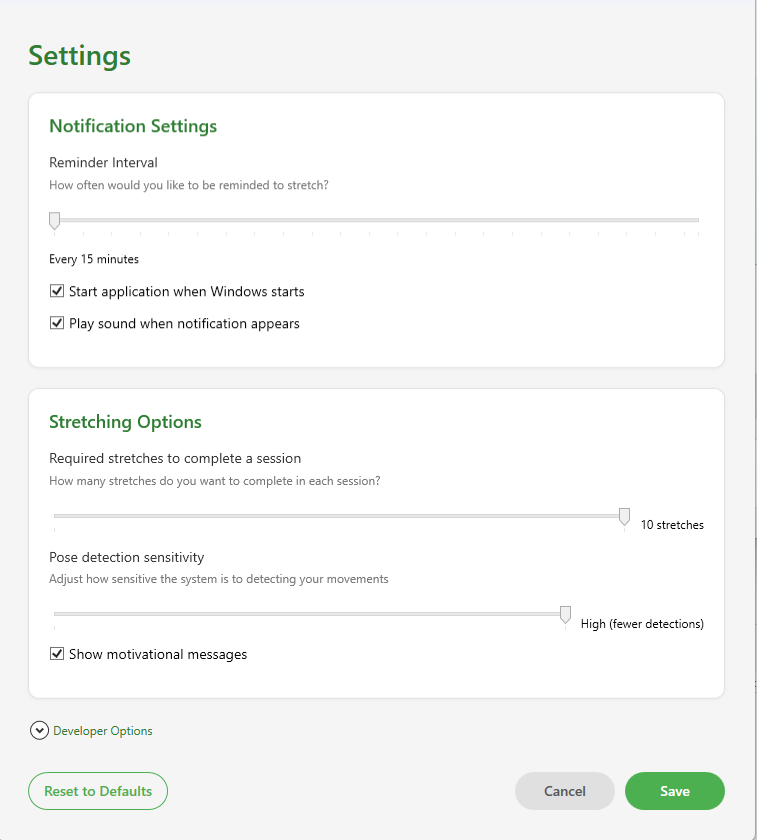 Settings
Notification Settings
Reminder Interval
How often would you like to be reminded to stretch?
Every 15 minutes
Start application when Windows starts
Play sound when notification appears
Stretching Options
Required stretches to complete a session
How many stretches do you want to complete in each session?
10 stretches
Pose detection sensitivity
Adjust how sensitive the system is to detecting your movements
High (fewer detections)
Show motivational messages
Developer Options
Reset to Defaults
Cancel
Save